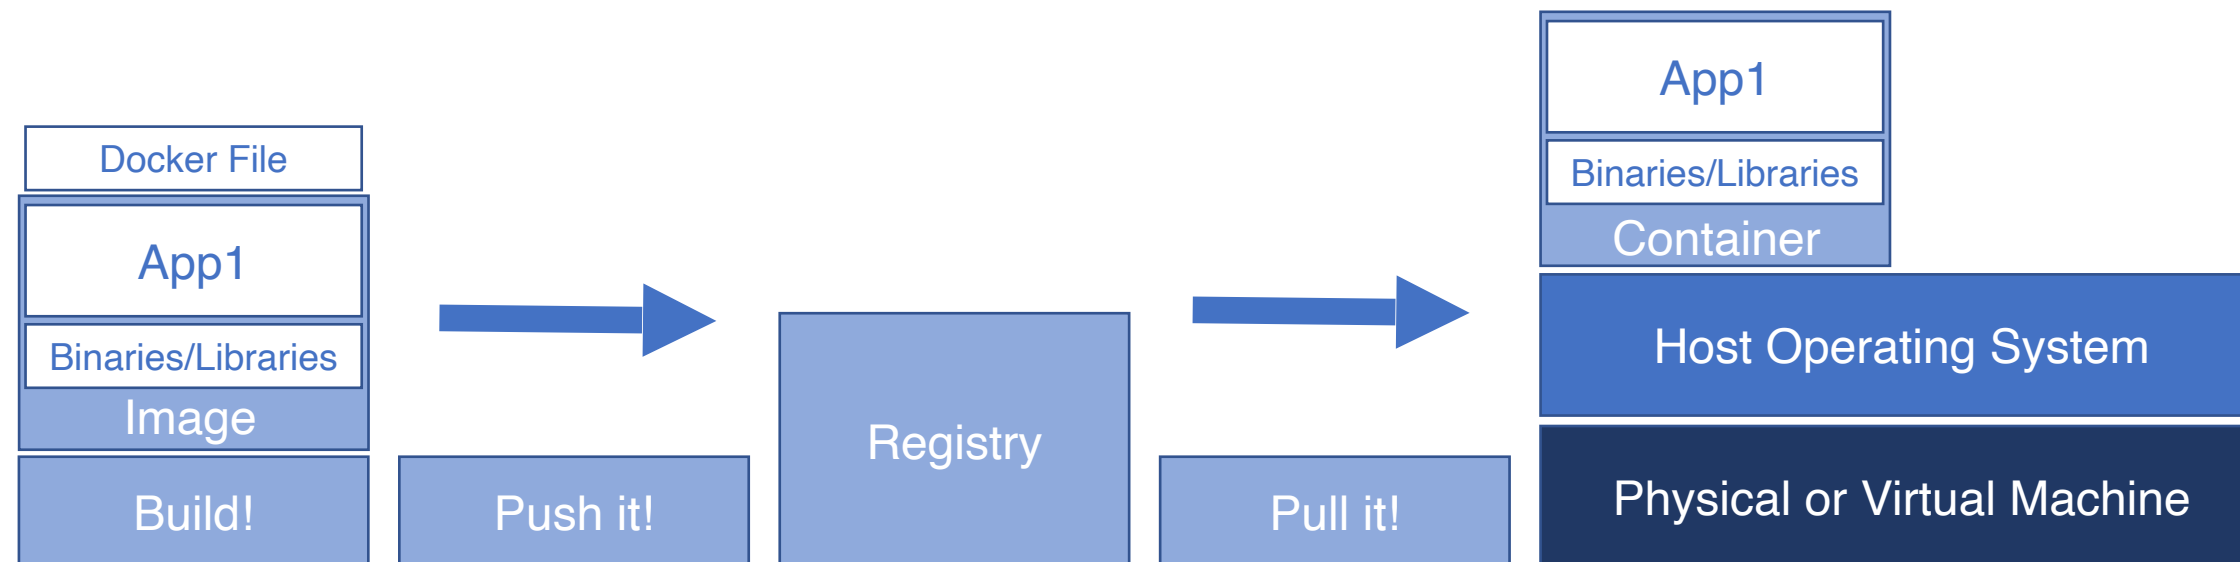 Docker File
App1
Binaries/Libraries
Image
Build!
Push it!
Registry
Pull it!
App1
Binaries/Libraries
Container
Host Operating System
Physical or Virtual Machine